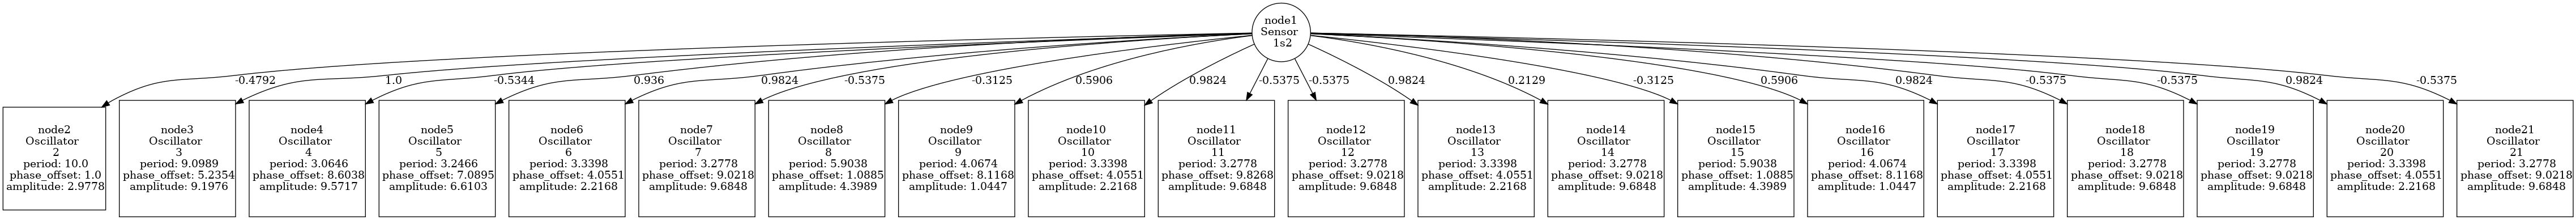 node1
Sensor
1s2
-0.4792
1.0
-0.5344
0.936
0.9824
-0.5375
-0.3125
0.5906
0.9824
-0.5375
-0.5375
0.9824
0.2129
-0.3125
0.5906
0.9824
-0.5375
-0.5375
0.9824
-0.5375
node2
Oscillator
2
period: 10.0
phase_offset: 1.0
amplitude: 2.9778
node3
Oscillator
3
period: 9.0989
phase_offset: 5.2354
amplitude: 9.1976
node4
Oscillator
4
period: 3.0646
phase_offset: 8.6038
amplitude: 9.5717
node5
Oscillator
5
period: 3.2466
phase_offset: 7.0895
amplitude: 6.6103
node6
Oscillator
6
period: 3.3398
phase_offset: 4.0551
amplitude: 2.2168
node7
Oscillator
7
period: 3.2778
phase_offset: 9.0218
amplitude: 9.6848
node8
Oscillator
8
period: 5.9038
phase_offset: 1.0885
amplitude: 4.3989
node9
Oscillator
9
period: 4.0674
phase_offset: 8.1168
amplitude: 1.0447
node10
Oscillator
10
period: 3.3398
phase_offset: 4.0551
amplitude: 2.2168
node11
Oscillator
11
period: 3.2778
phase_offset: 9.8268
amplitude: 9.6848
node12
Oscillator
12
period: 3.2778
phase_offset: 9.0218
amplitude: 9.6848
node13
Oscillator
13
period: 3.3398
phase_offset: 4.0551
amplitude: 2.2168
node14
Oscillator
14
period: 3.2778
phase_offset: 9.0218
amplitude: 9.6848
node15
Oscillator
15
period: 5.9038
phase_offset: 1.0885
amplitude: 4.3989
node16
Oscillator
16
period: 4.0674
phase_offset: 8.1168
amplitude: 1.0447
node17
Oscillator
17
period: 3.3398
phase_offset: 4.0551
amplitude: 2.2168
node18
Oscillator
18
period: 3.2778
phase_offset: 9.0218
amplitude: 9.6848
node19
Oscillator
19
period: 3.2778
phase_offset: 9.0218
amplitude: 9.6848
node20
Oscillator
20
period: 3.3398
phase_offset: 4.0551
amplitude: 2.2168
node21
Oscillator
21
period: 3.2778
phase_offset: 9.0218
amplitude: 9.6848